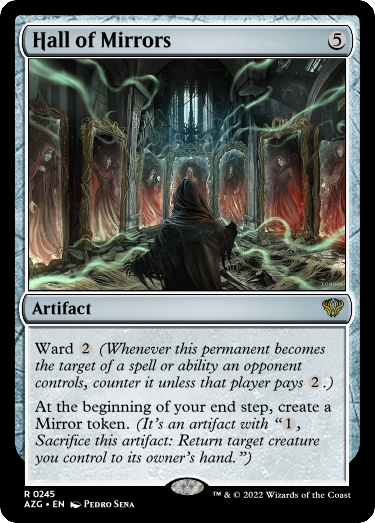 Hall of Mirrors 5
Artifact
Ward 2 (Whenever this permanent becomes
the target of a spell or ability an opponent
controls, counter it unless that player pays 2.)
At the beginning of your end step, create a
Mirror token. (It's an artifact with “1,
Sacrifice this artifact: Return target creature
you control to its owner's hand.”)
R 0245
AZG • EN Pedro Sena
™ & © 2022 Wizards of the Coast